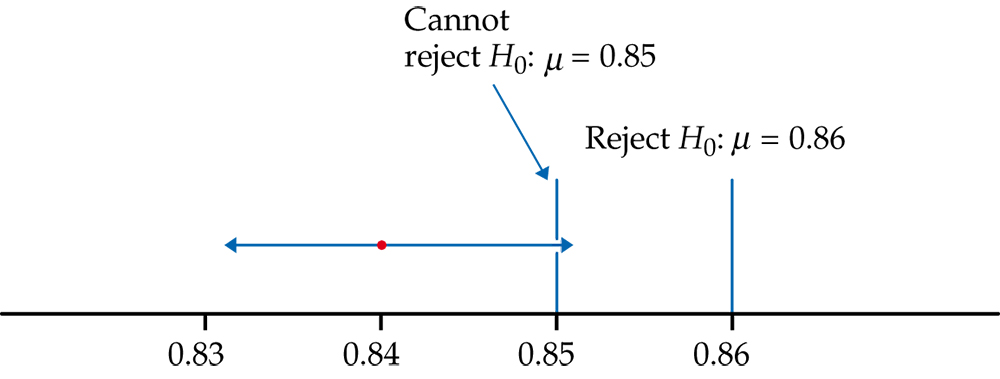 Cannot
reject H₀: μ = 0.85
Reject H₀: μ = 0.86
0.83 0.84 0.85 0.86